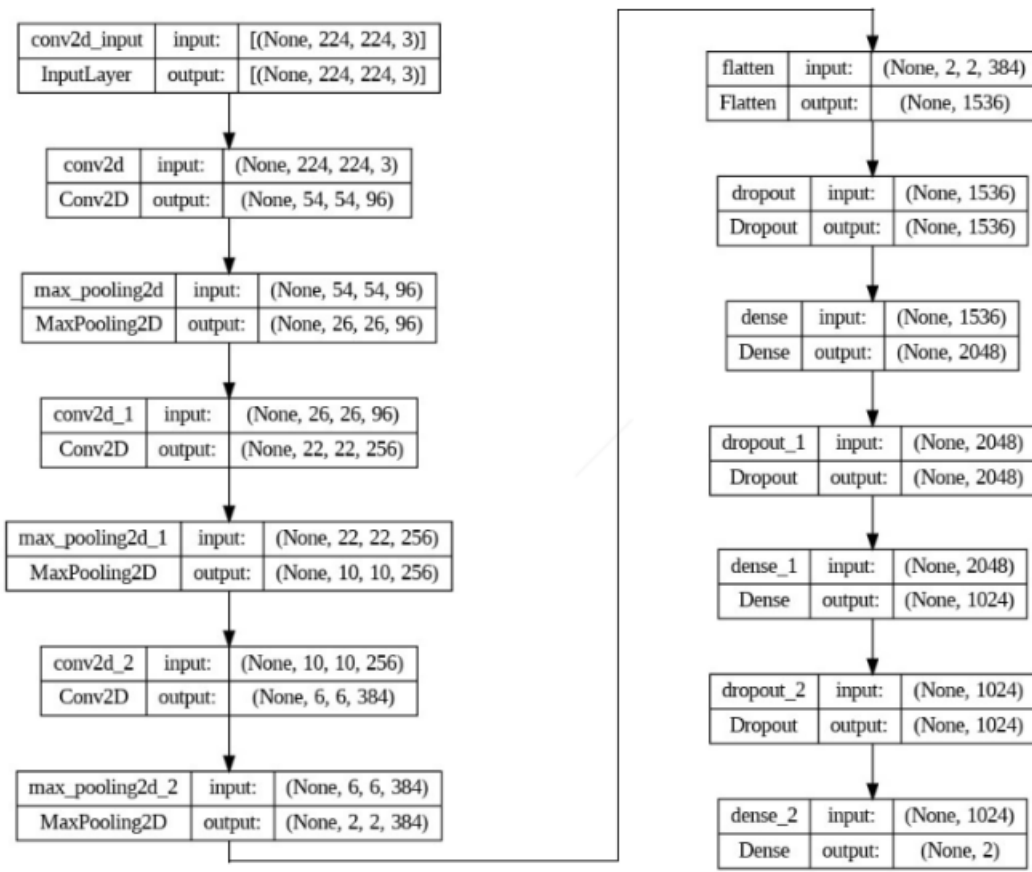 conv2d_input input: [(None, 224, 224, 3)]
InputLayer output: [(None, 224, 224, 3)]
conv2d input: (None, 224, 224, 3)
Conv2D output: (None, 54, 54, 96)
max_pooling2d input: (None, 54, 54, 96)
MaxPooling2D output: (None, 26, 26, 96)
conv2d_1 input: (None, 26, 26, 96)
Conv2D output: (None, 22, 22, 256)
max_pooling2d_1 input: (None, 22, 22, 256)
MaxPooling2D output: (None, 10, 10, 256)
conv2d_2 input: (None, 10, 10, 256)
Conv2D output: (None, 6, 6, 384)
max_pooling2d_2 input: (None, 6, 6, 384)
MaxPooling2D output: (None, 2, 2, 384)
flatten input: (None, 2, 2, 384)
Flatten output: (None, 1536)
dropout input: (None, 1536)
Dropout output: (None, 1536)
dense input: (None, 1536)
Dense output: (None, 2048)
dropout_1 input: (None, 2048)
Dropout output: (None, 2048)
dense_1 input: (None, 2048)
Dense output: (None, 1024)
dropout_2 input: (None, 1024)
Dropout output: (None, 1024)
dense_2 input: (None, 1024)
Dense output: (None, 2)